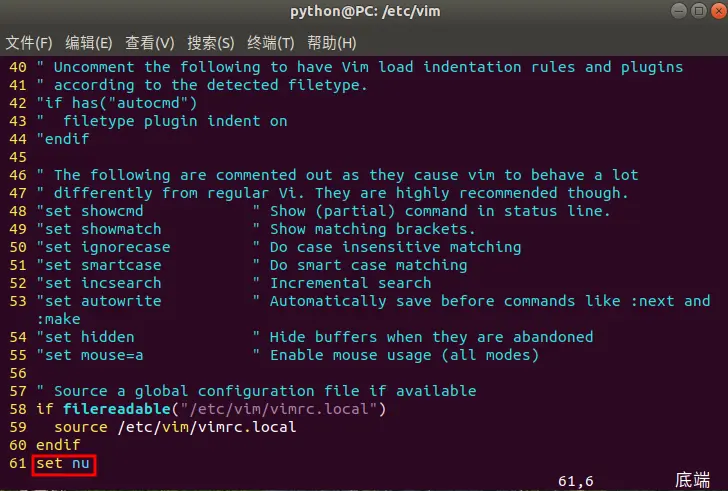 python@PC: /etc/vim
文件(F) 编辑(E) 查看(V) 搜索(S) 终端(T) 帮助(H)
40 " Uncomment the following to have Vim load indentation rules and plugins
41 " according to the detected filetype.
42 "if has("autocmd")
43 "  filetype plugin indent on
44 "endif
45
46 " The following are commented out as they cause vim to behave a lot
47 " differently from regular Vi. They are highly recommended though.
48 "set showcmd            " Show (partial) command in status line.
49 "set showmatch          " Show matching brackets.
50 "set ignorecase         " Do case insensitive matching
51 "set smartcase          " Do smart case matching
52 "set incsearch          " Incremental search
53 "set autowrite          " Automatically save before commands like :next and
:make
54 "set hidden             " Hide buffers when they are abandoned
55 "set mouse=a            " Enable mouse usage (all modes)
56
57 " Source a global configuration file if available
58 if filereadable("/etc/vim/vimrc.local")
59   source /etc/vim/vimrc.local
60 endif
61 set nu
61,6 底端